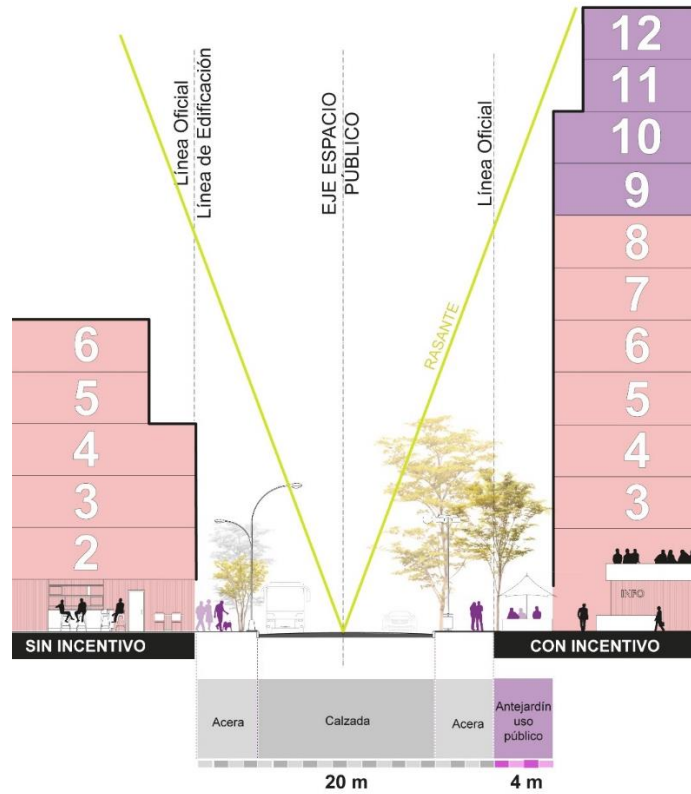 Línea Oficial
Línea de Edificación
EJE ESPACIO
PÚBLICO
Línea Oficial
RASANTE
6
5
4
3
2
12
11
10
9
8
7
6
5
4
3
INFO
SIN INCENTIVO
CON INCENTIVO
Acera
Calzada
Acera
Antejardín
uso
público
20 m
4 m